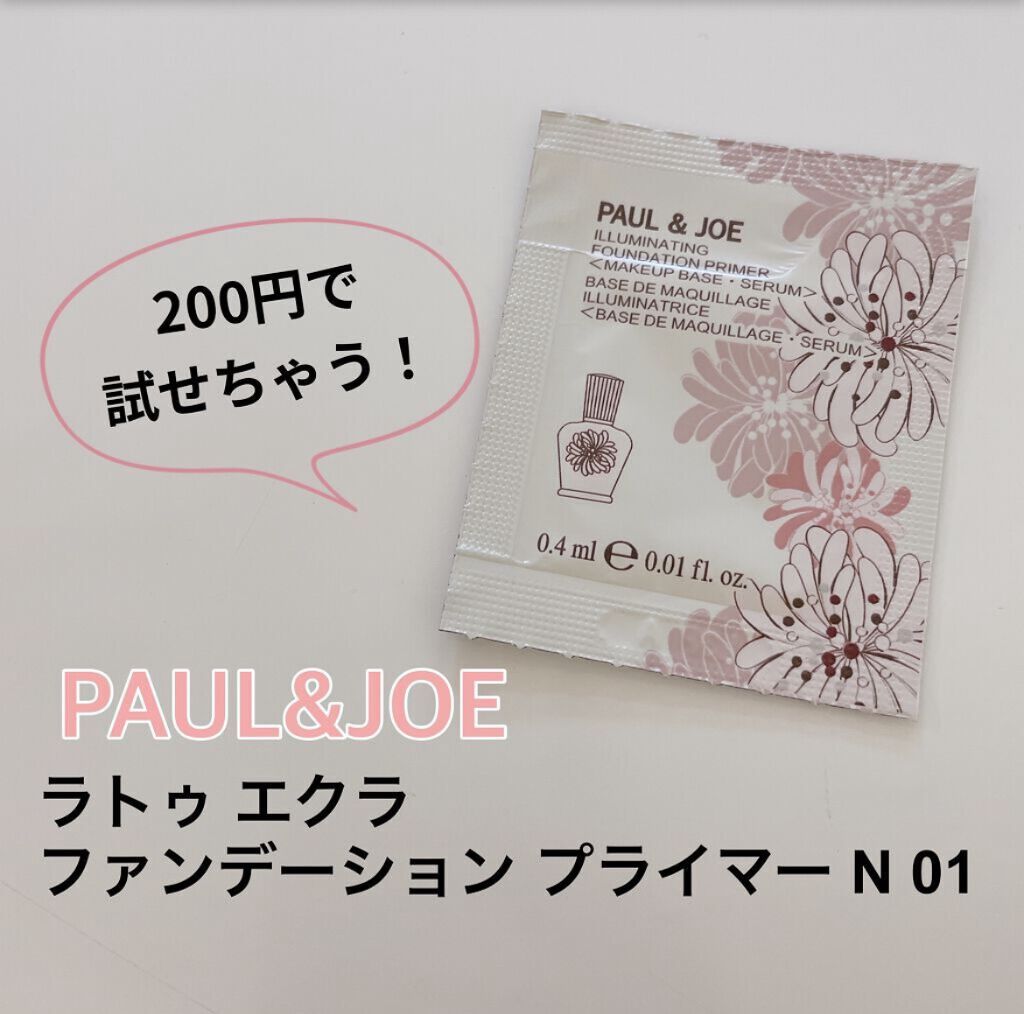 200円で
試せちゃう!
PAUL & JOE
ILLUMINATING
FOUNDATION PRIMER
<MAKEUP BASE・SERUM>
BASE DE MAQUILLAGE
ILLUMINATRICE
<BASE DE MAQUILLAGE・SERUM>
0.4 ml e 0.01 fl. oz.
PAUL&JOE
ラトゥ エクラ
ファンデーション プライマー N 01